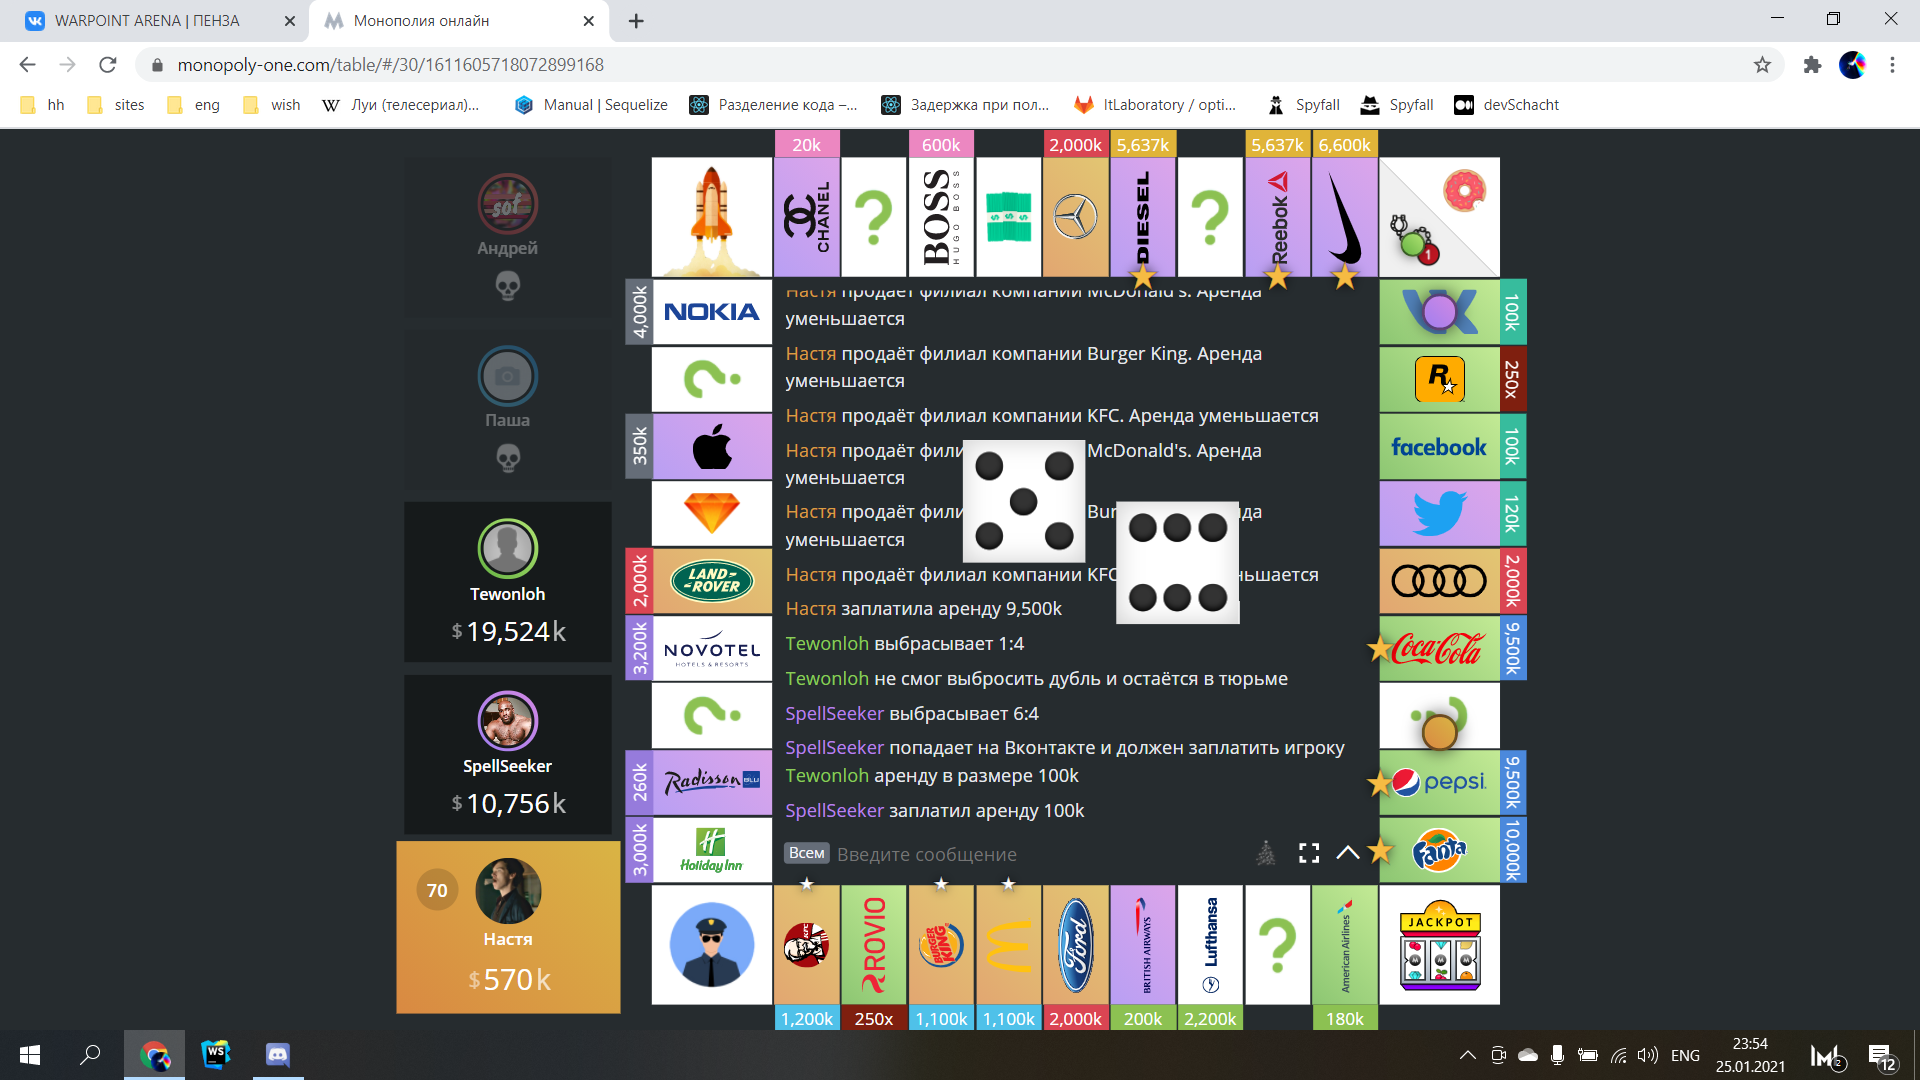 WARPOINT ARENA | ПЕНЗА
Монополия онлайн
monopoly-one.com/table/#/30/1611605718072899168
hh
sites
eng
wish
Луи (телесериал)...
Manual | Sequelize
Разделение кода –...
Задержка при пол...
ItLaboratory / opti...
Spyfall
Spyfall
devSchacht
20k
600k
2,000k
5,637k
5,637k
6,600k
CHANEL
BOSS
HUGO BOSS
DIESEL
Reebok
1
sof
Андрей
Паша
Tewonloh
$ 19,524k
SpellSeeker
$ 10,756k
70
Настя
$ 570k
4,000k
NOKIA
350k
2,000k
LAND-
-ROVER
3,200k
NOVOTEL
HOTELS & RESORTS
260k
Radisson BLU
3,000k
Holiday Inn
Настя продаёт филиал компании McDonald's. Аренда
уменьшается
Настя продаёт филиал компании Burger King. Аренда
уменьшается
Настя продаёт филиал компании KFC. Аренда уменьшается
Настя продаёт фили McDonald's. Аренда
уменьшается
Настя продаёт фили Bur да
уменьшается
Настя продаёт филиал компании KFC ньшается
Настя заплатила аренду 9,500k
Tewonloh выбрасывает 1:4
Tewonloh не смог выбросить дубль и остаётся в тюрьме
SpellSeeker выбрасывает 6:4
SpellSeeker попадает на Вконтакте и должен заплатить игроку
Tewonloh аренду в размере 100k
SpellSeeker заплатил аренду 100k
Всем
Введите сообщение
100k
R
250x
facebook
100k
120k
2,000k
Coca-Cola
9,500k
pepsi
9,500k
Fanta
10,000k
KFC
ROVIO
BURGER KING
Ford
BRITISH AIRWAYS
Lufthansa
American Airlines
JACKPOT
1,200k
250x
1,100k
1,100k
2,000k
200k
2,200k
180k
WS
ENG
23:54
25.01.2021
2
12